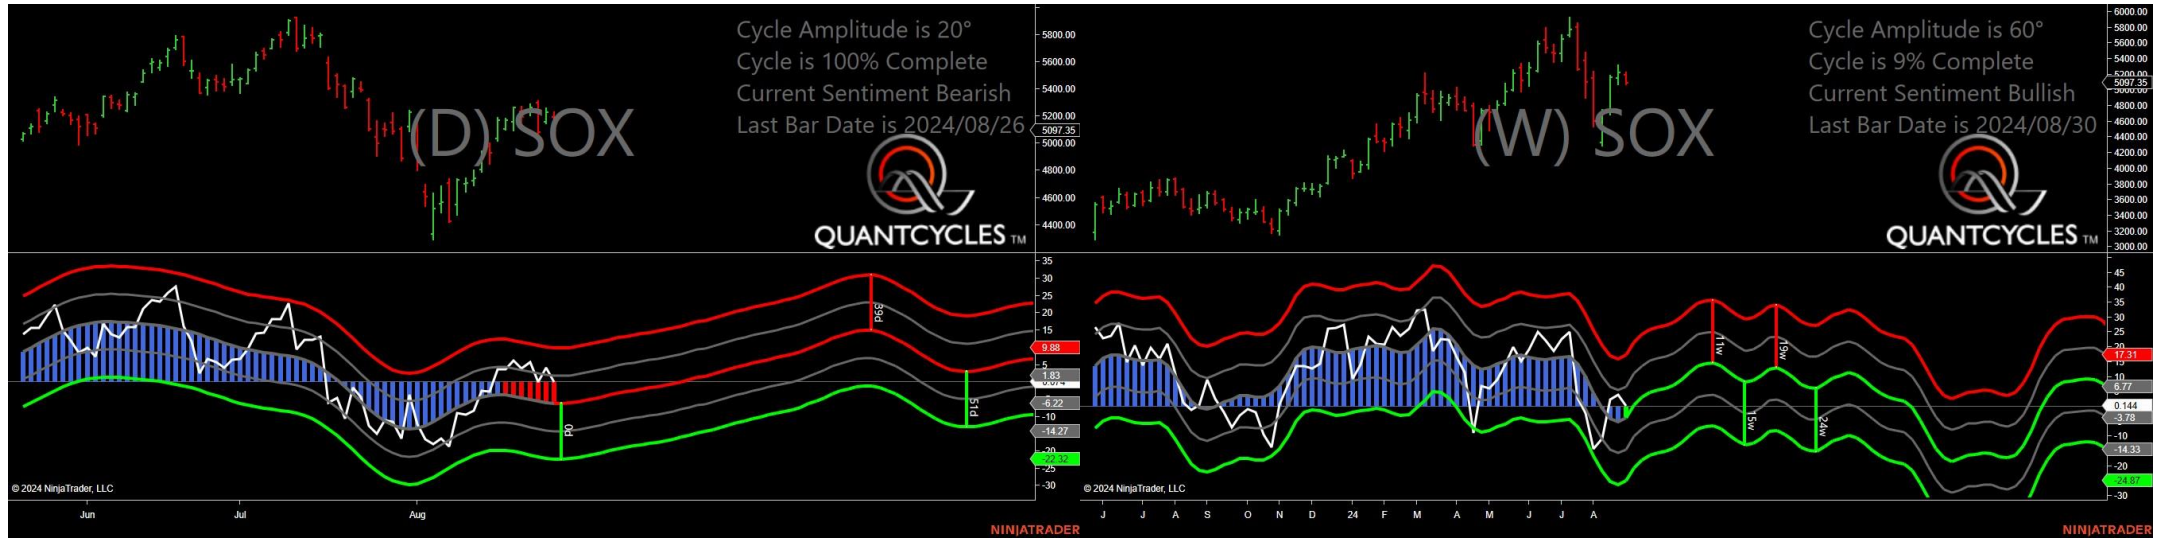 Cycle Amplitude is 20°
Cycle is 100% Complete
Current Sentiment Bearish
Last Bar Date is 2024/08/26
(D) SOX
QUANTCYCLES TM
5800.00
5600.00
5400.00
5200.00
5097.35
5000.00
4800.00
4600.00
4400.00
35
30
25
20
15
9.88
5
1.83
-6.22
-10
-14.27
-20
-22.32
-25
-30
39d
51d
0d
© 2024 NinjaTrader, LLC
Jun
Jul
Aug
NINJATRADER
Cycle Amplitude is 60°
Cycle is 9% Complete
Current Sentiment Bullish
Last Bar Date is 2024/08/30
(W) SOX
QUANTCYCLES TM
6000.00
5800.00
5600.00
5400.00
5200.00
5097.35
5000.00
4800.00
4600.00
4400.00
4200.00
4000.00
3800.00
3600.00
3400.00
3200.00
3000.00
45
40
35
30
25
20
17.31
10
6.77
0.144
-3.78
-10
-14.33
-20
-24.87
-30
11w
19w
15w
24w
© 2024 NinjaTrader, LLC
J J A S O N D 24 F M A M J J A
NINJATRADER